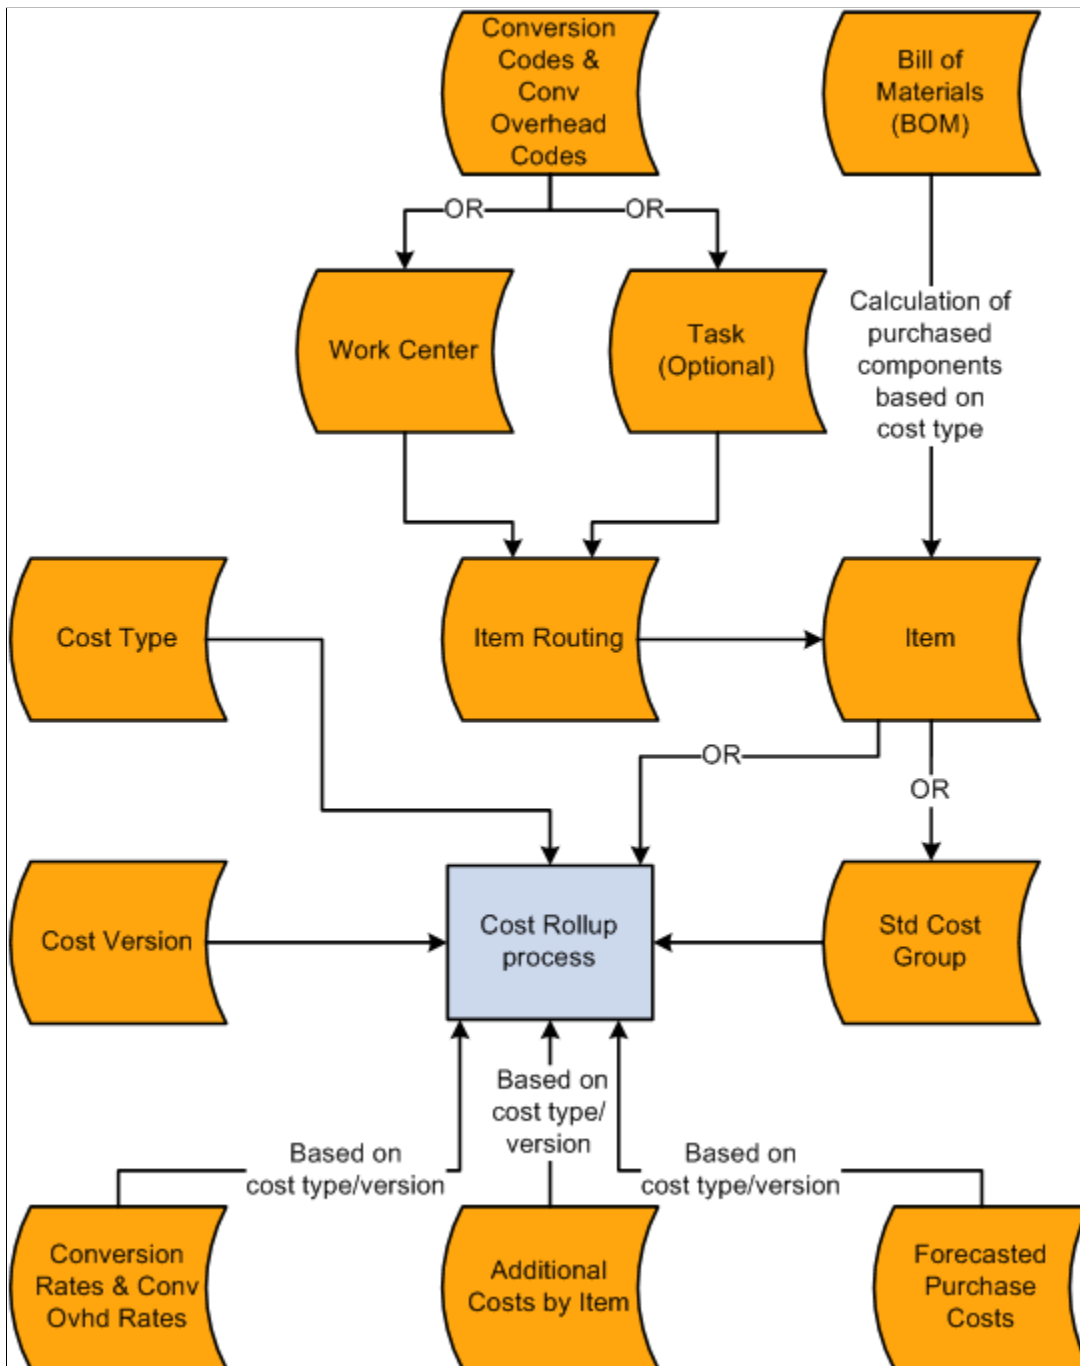 Conversion
Codes &
Conv
Overhead
Codes
Bill of
Materials
(BOM)
OR
OR
Work Center
Task
(Optional)
Calculation of
purchased
components
based on
cost type
Cost Type
Item Routing
Item
OR
OR
Cost Version
Cost Rollup
process
Std Cost
Group
Based on
cost type/
version
Based on
cost type/version
Based on
cost type/version
Conversion
Rates & Conv
Ovhd Rates
Additional
Costs by Item
Forecasted
Purchase
Costs